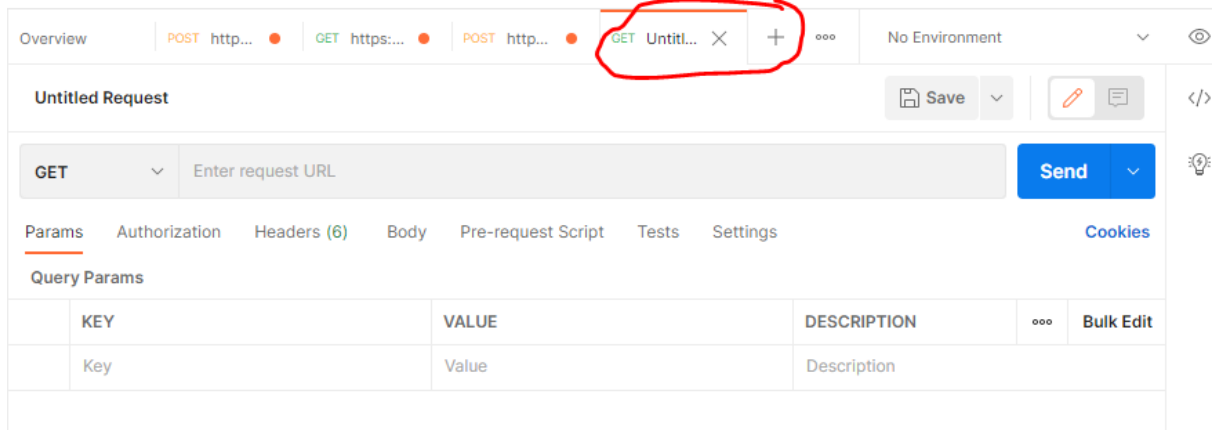 Overview POST http... GET https:... POST http... GET Untitl... No Environment
Untitled Request Save
GET Enter request URL Send
Params Authorization Headers (6) Body Pre-request Script Tests Settings Cookies
Query Params
KEY VALUE DESCRIPTION Bulk Edit
Key Value Description